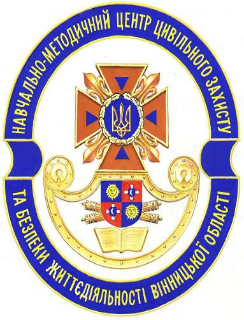 НАВЧАЛЬНО-МЕТОДИЧНИЙ ЦЕНТР ЦИВІЛЬНОГО ЗАХИСТУ
ТА БЕЗПЕКИ ЖИТТЄДІЯЛЬНОСТІ ВІННИЦЬКОЇ ОБЛАСТІ